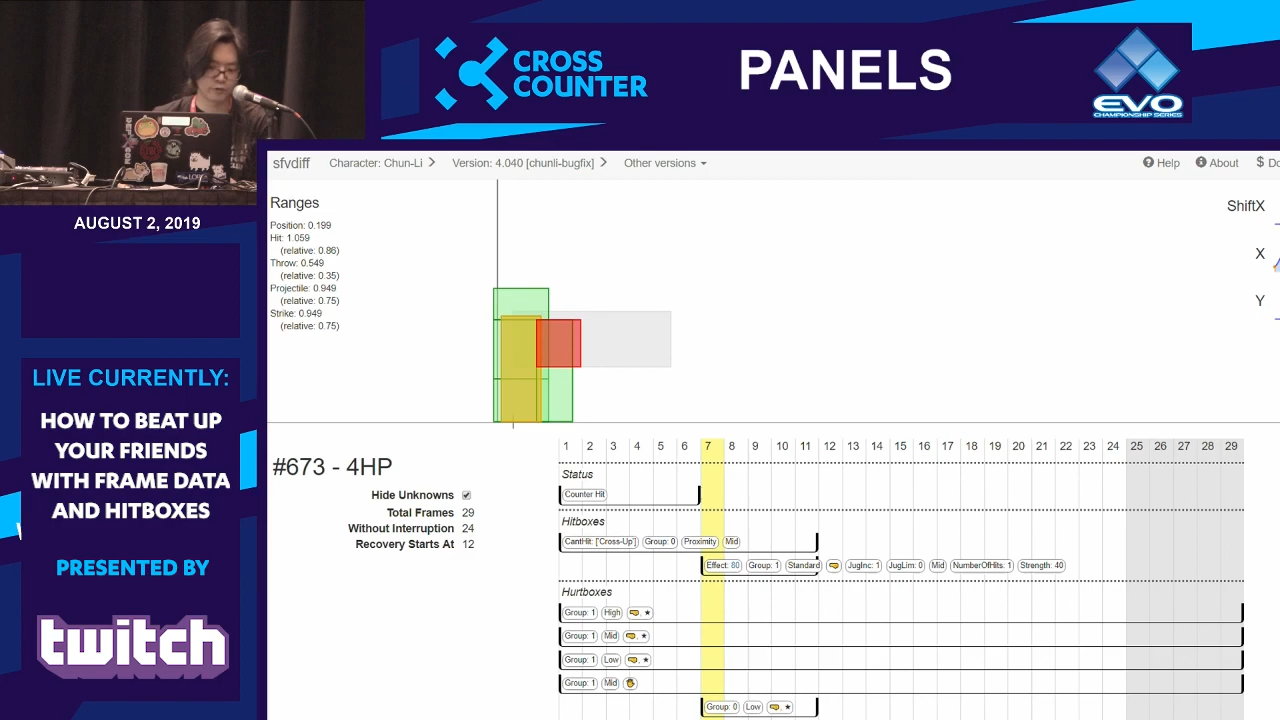 CROSS
COUNTER
PANELS
EVO
CHAMPIONSHIP SERIES
AUGUST 2, 2019
LIVE CURRENTLY:
HOW TO BEAT UP
YOUR FRIENDS
WITH FRAME DATA
AND HITBOXES
PRESENTED BY
twitch
sfvdiff Character: Chun-Li Version: 4.040 [chunli-bugfix] Other versions Help About $ Do
Ranges
Position: 0.199
Hit: 1.059
(relative: 0.86)
Throw: 0.549
(relative: 0.35)
Projectile: 0.949
(relative: 0.75)
Strike: 0.949
(relative: 0.75)
ShiftX
X
Y
#673 - 4HP
Hide Unknowns
Total Frames 29
Without Interruption 24
Recovery Starts At 12
1 2 3 4 5 6 7 8 9 10 11 12 13 14 15 16 17 18 19 20 21 22 23 24 25 26 27 28 29
Status
Counter Hit
Hitboxes
CantHit: ['Cross-Up'] Group: 0 Proximity Mid
Effect: 80 Group: 1 Standard JugInc: 1 JugLim: 0 Mid NumberOfHits: 1 Strength: 40
Hurtboxes
Group: 1 High
Group: 1 Mid
Group: 1 Low
Group: 1 Mid
Group: 0 Low